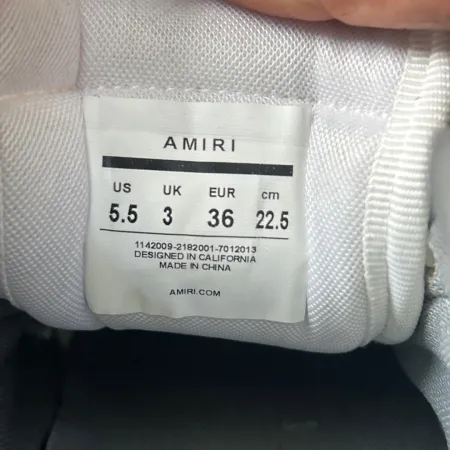 AMIRI
US UK EUR cm
5.5 3 36 22.5
1142009-2182001-7012013
DESIGNED IN CALIFORNIA
MADE IN CHINA
AMIRI.COM